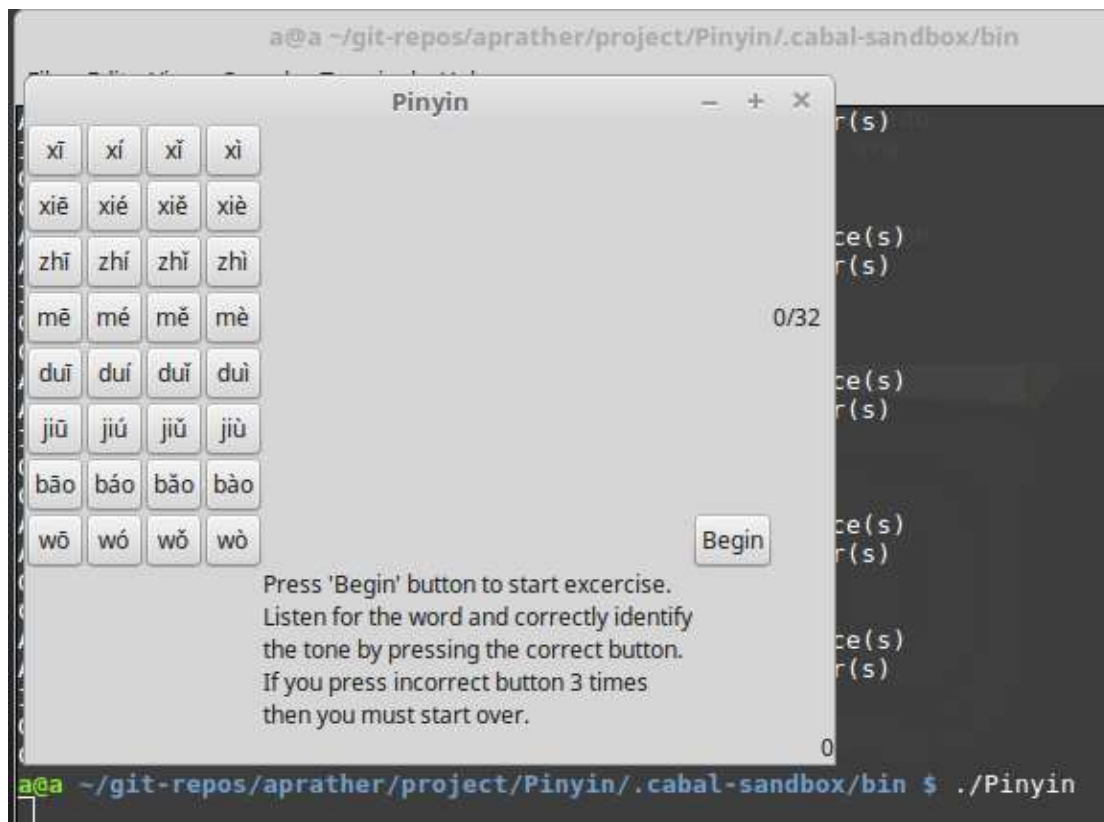 a@a ~/git-repos/aprather/project/Pinyin/.cabal-sandbox/bin
Pinyin
r(s)
xī xí xǐ xì
xiē xié xiě xiè
ce(s)
zhī zhí zhǐ zhì
r(s)
mē mé mě mè
0/32
duī duí duǐ duì
ce(s)
r(s)
jiū jiú jiǔ jiù
bāo báo bǎo bào
ce(s)
wō wó wǒ wò
Begin
r(s)
Press 'Begin' button to start excercise.
Listen for the word and correctly identify
the tone by pressing the correct button.
ce(s)
r(s)
If you press incorrect button 3 times
then you must start over.
0
a@a ~/git-repos/aprather/project/Pinyin/.cabal-sandbox/bin $ ./Pinyin